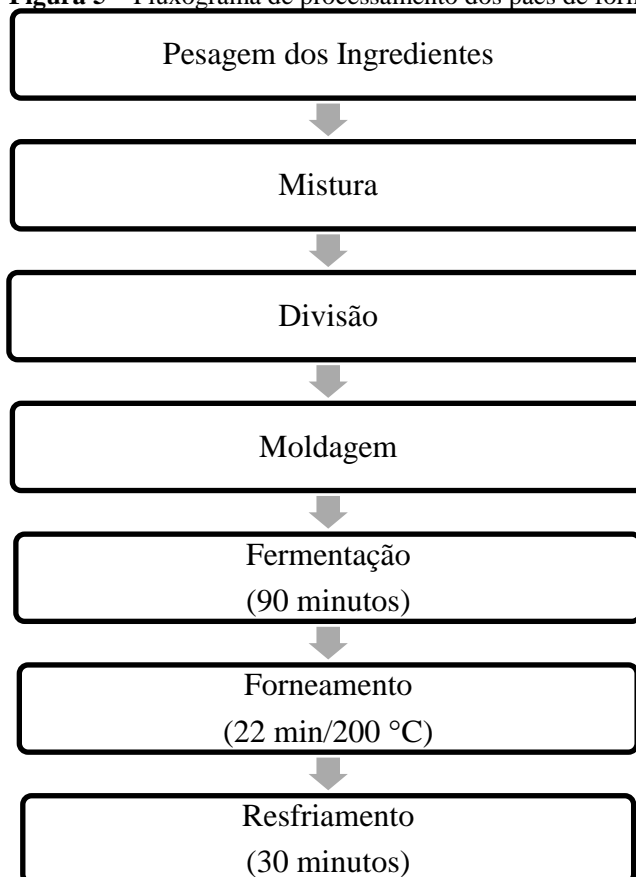 Figura 5 – Fluxograma de processamento dos pães de form
Pesagem dos Ingredientes
Mistura
Divisão
Moldagem
Fermentação
(90 minutos)
Forneamento
(22 min/200 °C)
Resfriamento
(30 minutos)